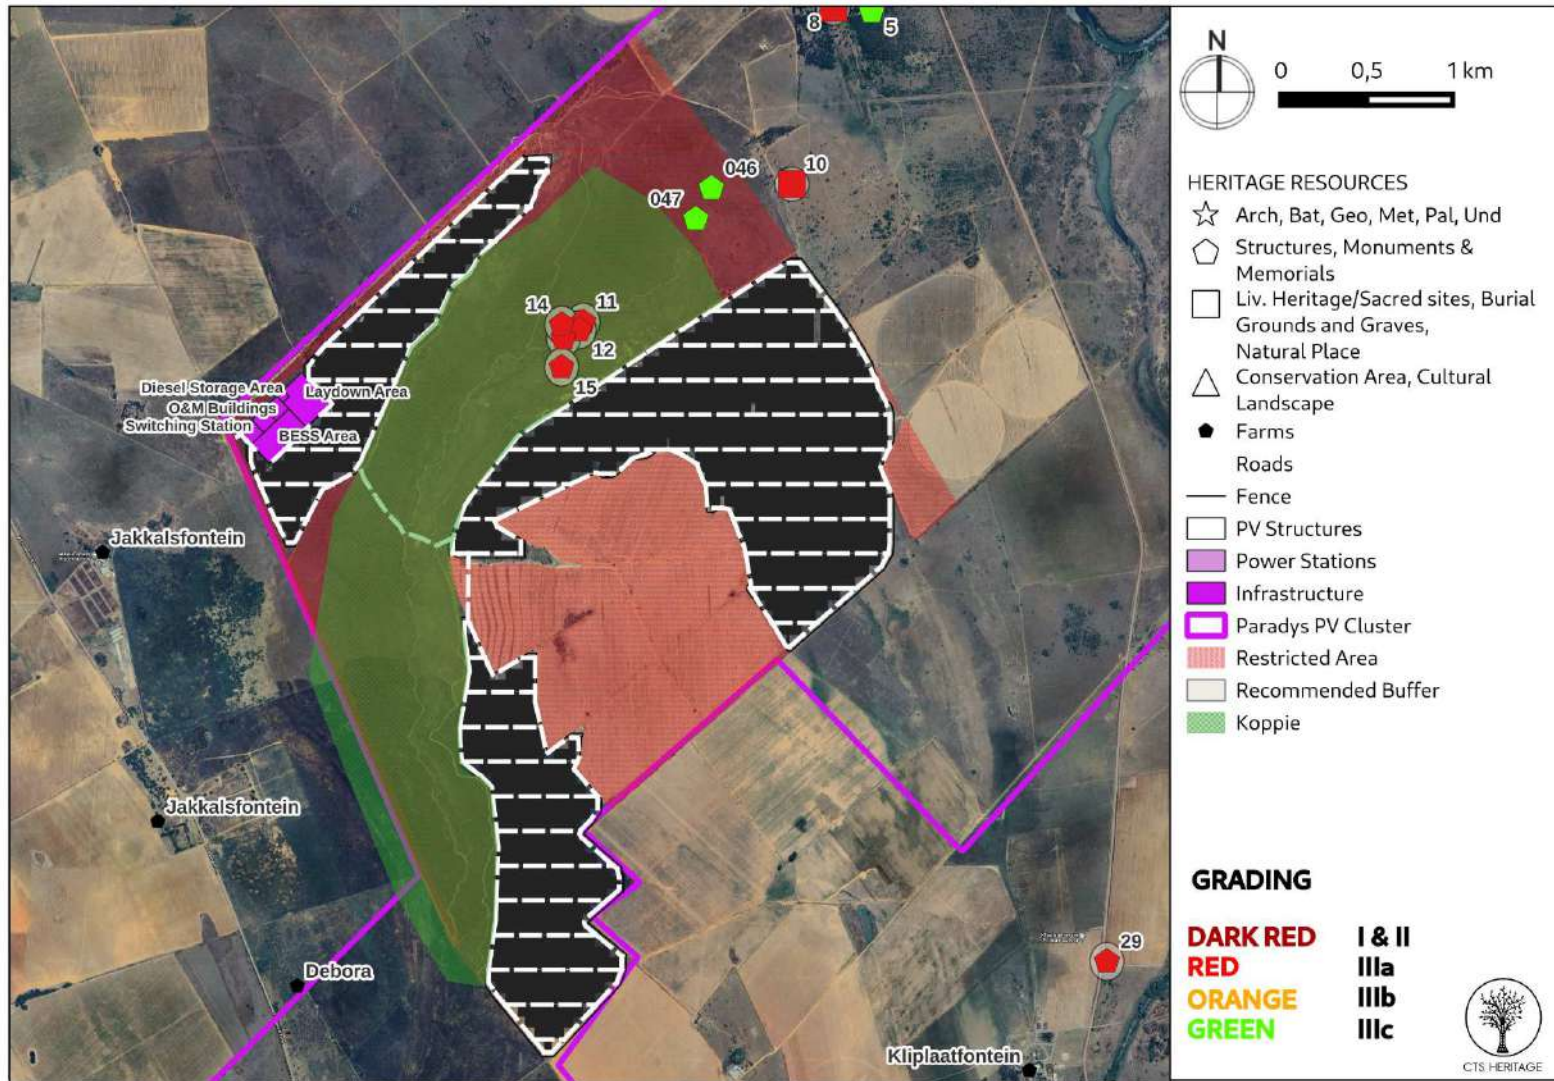 8
5
046
10
047
14
11
12
15
Diesel Storage Area
Laydown Area
O&M Buildings
Switching Station
BESS Area
Jakkalsfontein
Jakkalsfontein
Debora
29
Kliplaatfontein
N
0 0,5 1 km
HERITAGE RESOURCES
Arch, Bat, Geo, Met, Pal, Und
Structures, Monuments &
Memorials
Liv. Heritage/Sacred sites, Burial
Grounds and Graves,
Natural Place
Conservation Area, Cultural
Landscape
Farms
Roads
Fence
PV Structures
Power Stations
Infrastructure
Paradys PV Cluster
Restricted Area
Recommended Buffer
Koppie
GRADING
DARK RED I & II
RED IIIa
ORANGE IIIb
GREEN IIIc
CTS HERITAGE